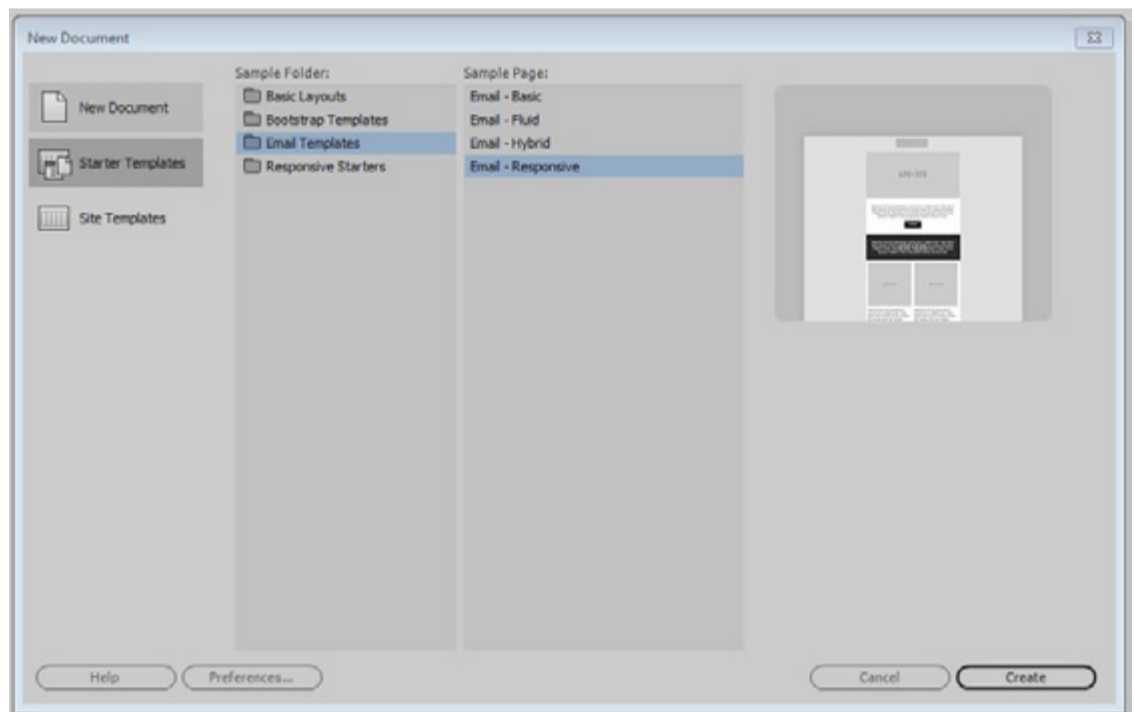 New Document
New Document
Starter Templates
Site Templates
Sample Folder:
Basic Layouts
Bootstrap Templates
Email Templates
Responsive Starters
Sample Page:
Email - Basic
Email - Fluid
Email - Hybrid
Email - Responsive
Help
Preferences...
Cancel
Create